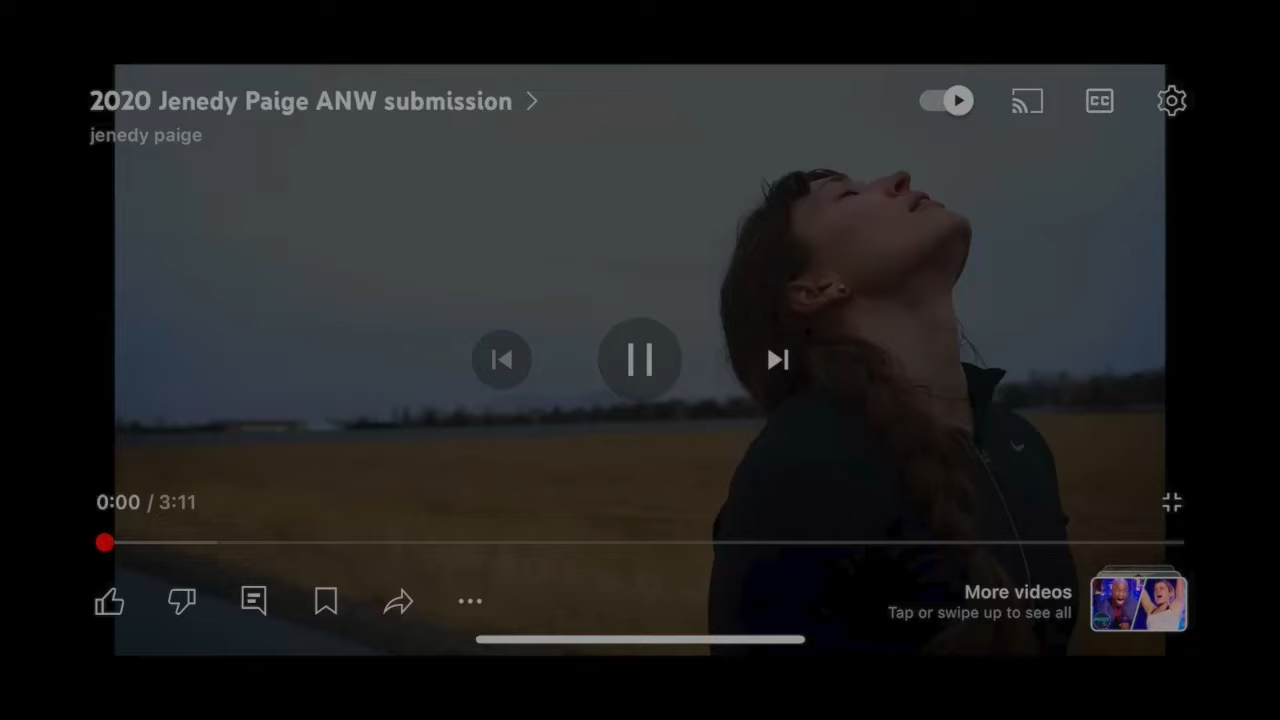 2020 Jenedy Paige ANW submission
jenedy paige
CC
0:00 / 3:11
More videos
Tap or swipe up to see all